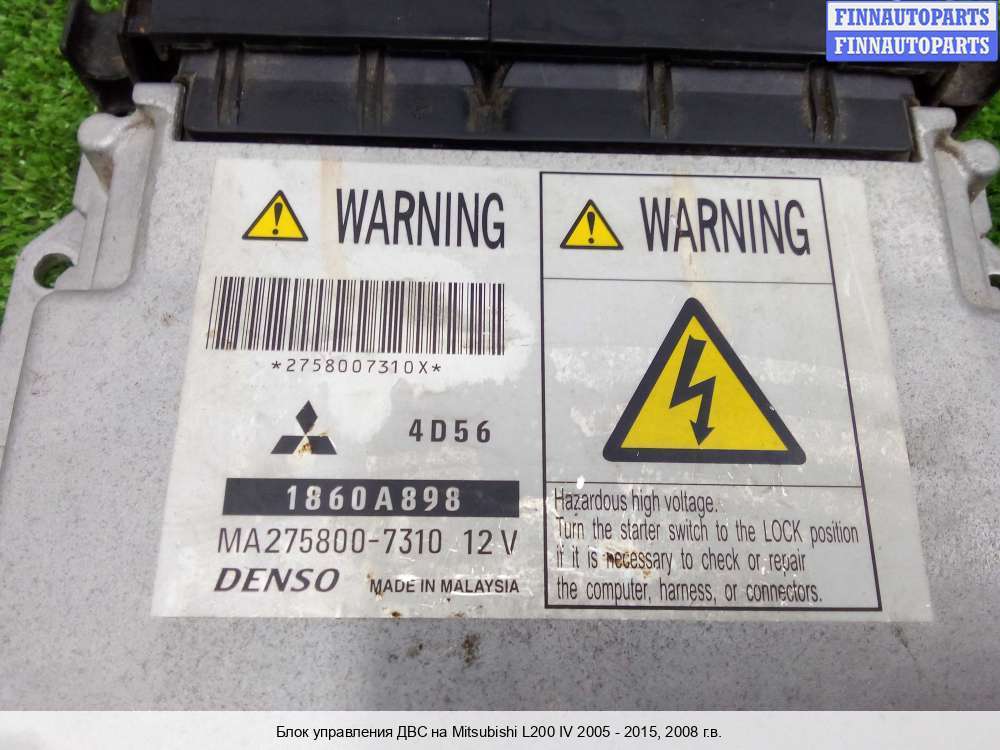 FINNAUTOPARTS
FINNAUTOPARTS
WARNING
*2758007310X*
4D56
1860A898
MA275800-7310 12V
DENSO MADE IN MALAYSIA
WARNING
Hazardous high voltage.
Turn the starter switch to the LOCK position
if it is necessary to check or repair
the computer, harness, or connectors.
Блок управления ДВС на Mitsubishi L200 IV 2005 - 2015, 2008 г.в.